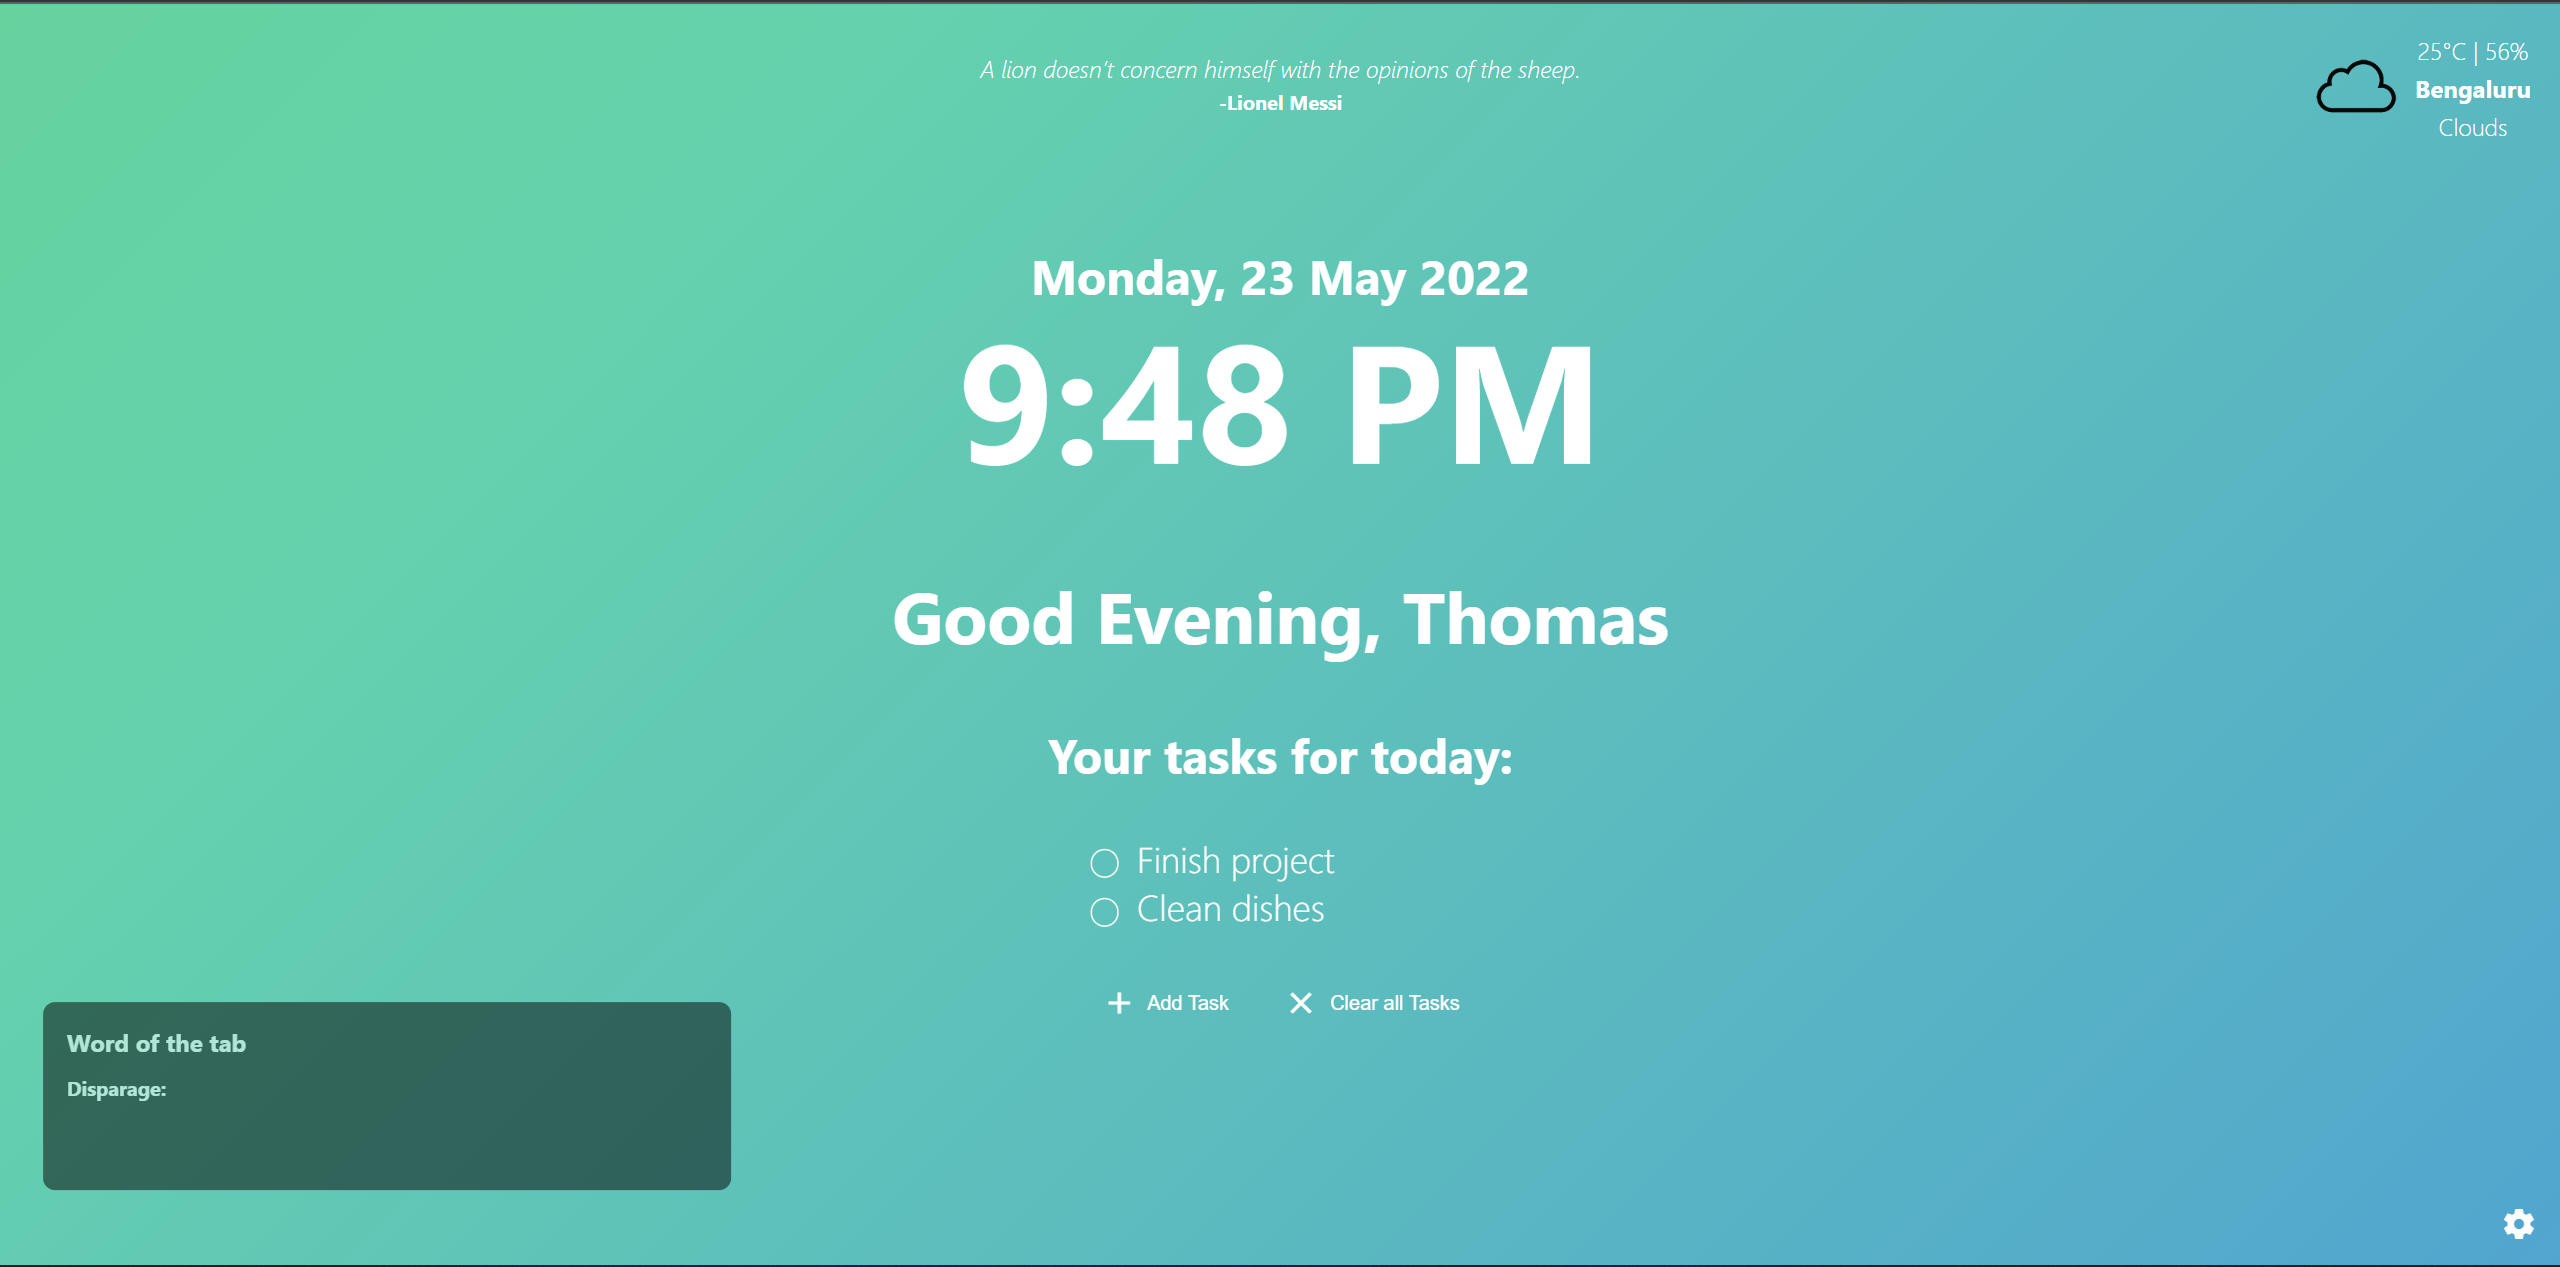 A lion doesn't concern himself with the opinions of the sheep.
-Lionel Messi
25°C | 56%
Bengaluru
Clouds
Monday, 23 May 2022
9:48 PM
Good Evening, Thomas
Your tasks for today:
Finish project
Clean dishes
Add Task
Clear all Tasks
Word of the tab
Disparage: